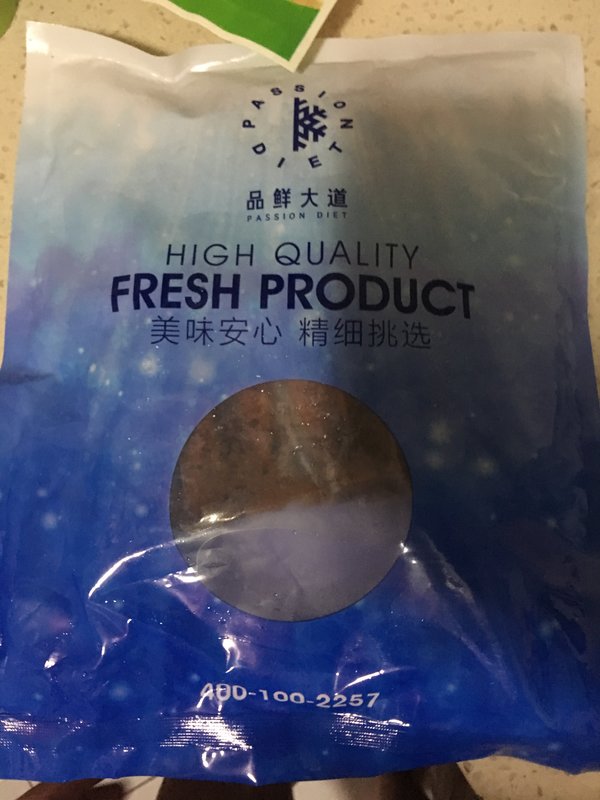 PASSION DIET
品鲜大道
PASSION DIET
HIGH QUALITY
FRESH PRODUCT
美味安心 精细挑选
400-100-2257